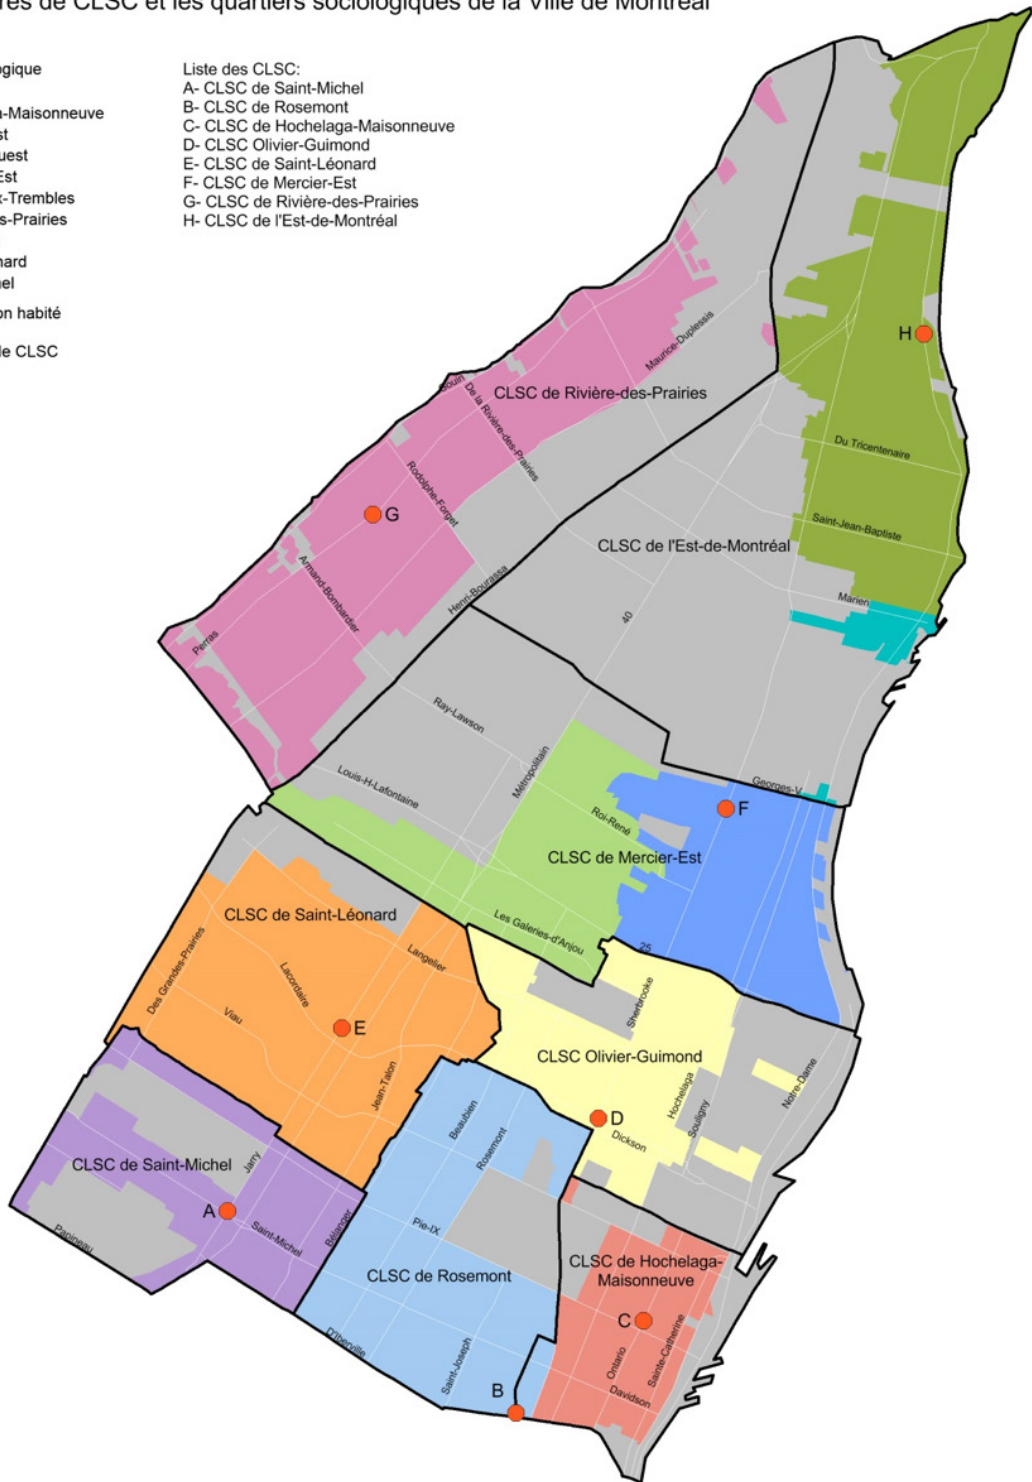 res de CLSC et les quartiers sociologiques de la Ville de Montréal
ogique
a-Maisonneuve
st
uest
Est
x-Trembles
s-Prairies
nard
nel
on habité
de CLSC
Liste des CLSC:
A- CLSC de Saint-Michel
B- CLSC de Rosemont
C- CLSC de Hochelaga-Maisonneuve
D- CLSC Olivier-Guimond
E- CLSC de Saint-Léonard
F- CLSC de Mercier-Est
G- CLSC de Rivière-des-Prairies
H- CLSC de l'Est-de-Montréal
H
Maurice-Duplessis
Gouin
De la Rivière-des-Prairies
CLSC de Rivière-des-Prairies
Du Tricentenaire
Rodolphe-Forget
G
Saint-Jean-Baptiste
CLSC de l'Est-de-Montréal
Armand-Bombardier
Henri-Bourassa
Marien
40
Perras
Ray-Lawson
Métropolitain
Louis-H-Lafontaine
Georges-V
F
Roi-René
CLSC de Mercier-Est
CLSC de Saint-Léonard
Les Galeries-d'Anjou
25
Langelier
Des Grandes-Prairies
Lacordaire
Sherbrooke
Viau
E
CLSC Olivier-Guimond
Jean-Talon
Hochelaga
Notre-Dame
Souligny
Beaubien
D
Dickson
Rosemont
CLSC de Saint-Michel
Jarry
A
Saint-Michel
Bélanger
Pie-IX
Papineau
CLSC de Hochelaga-
Maisonneuve
CLSC de Rosemont
C
D'Iberville
Saint-Joseph
Ontario
Sainte-Catherine
B
Davidson